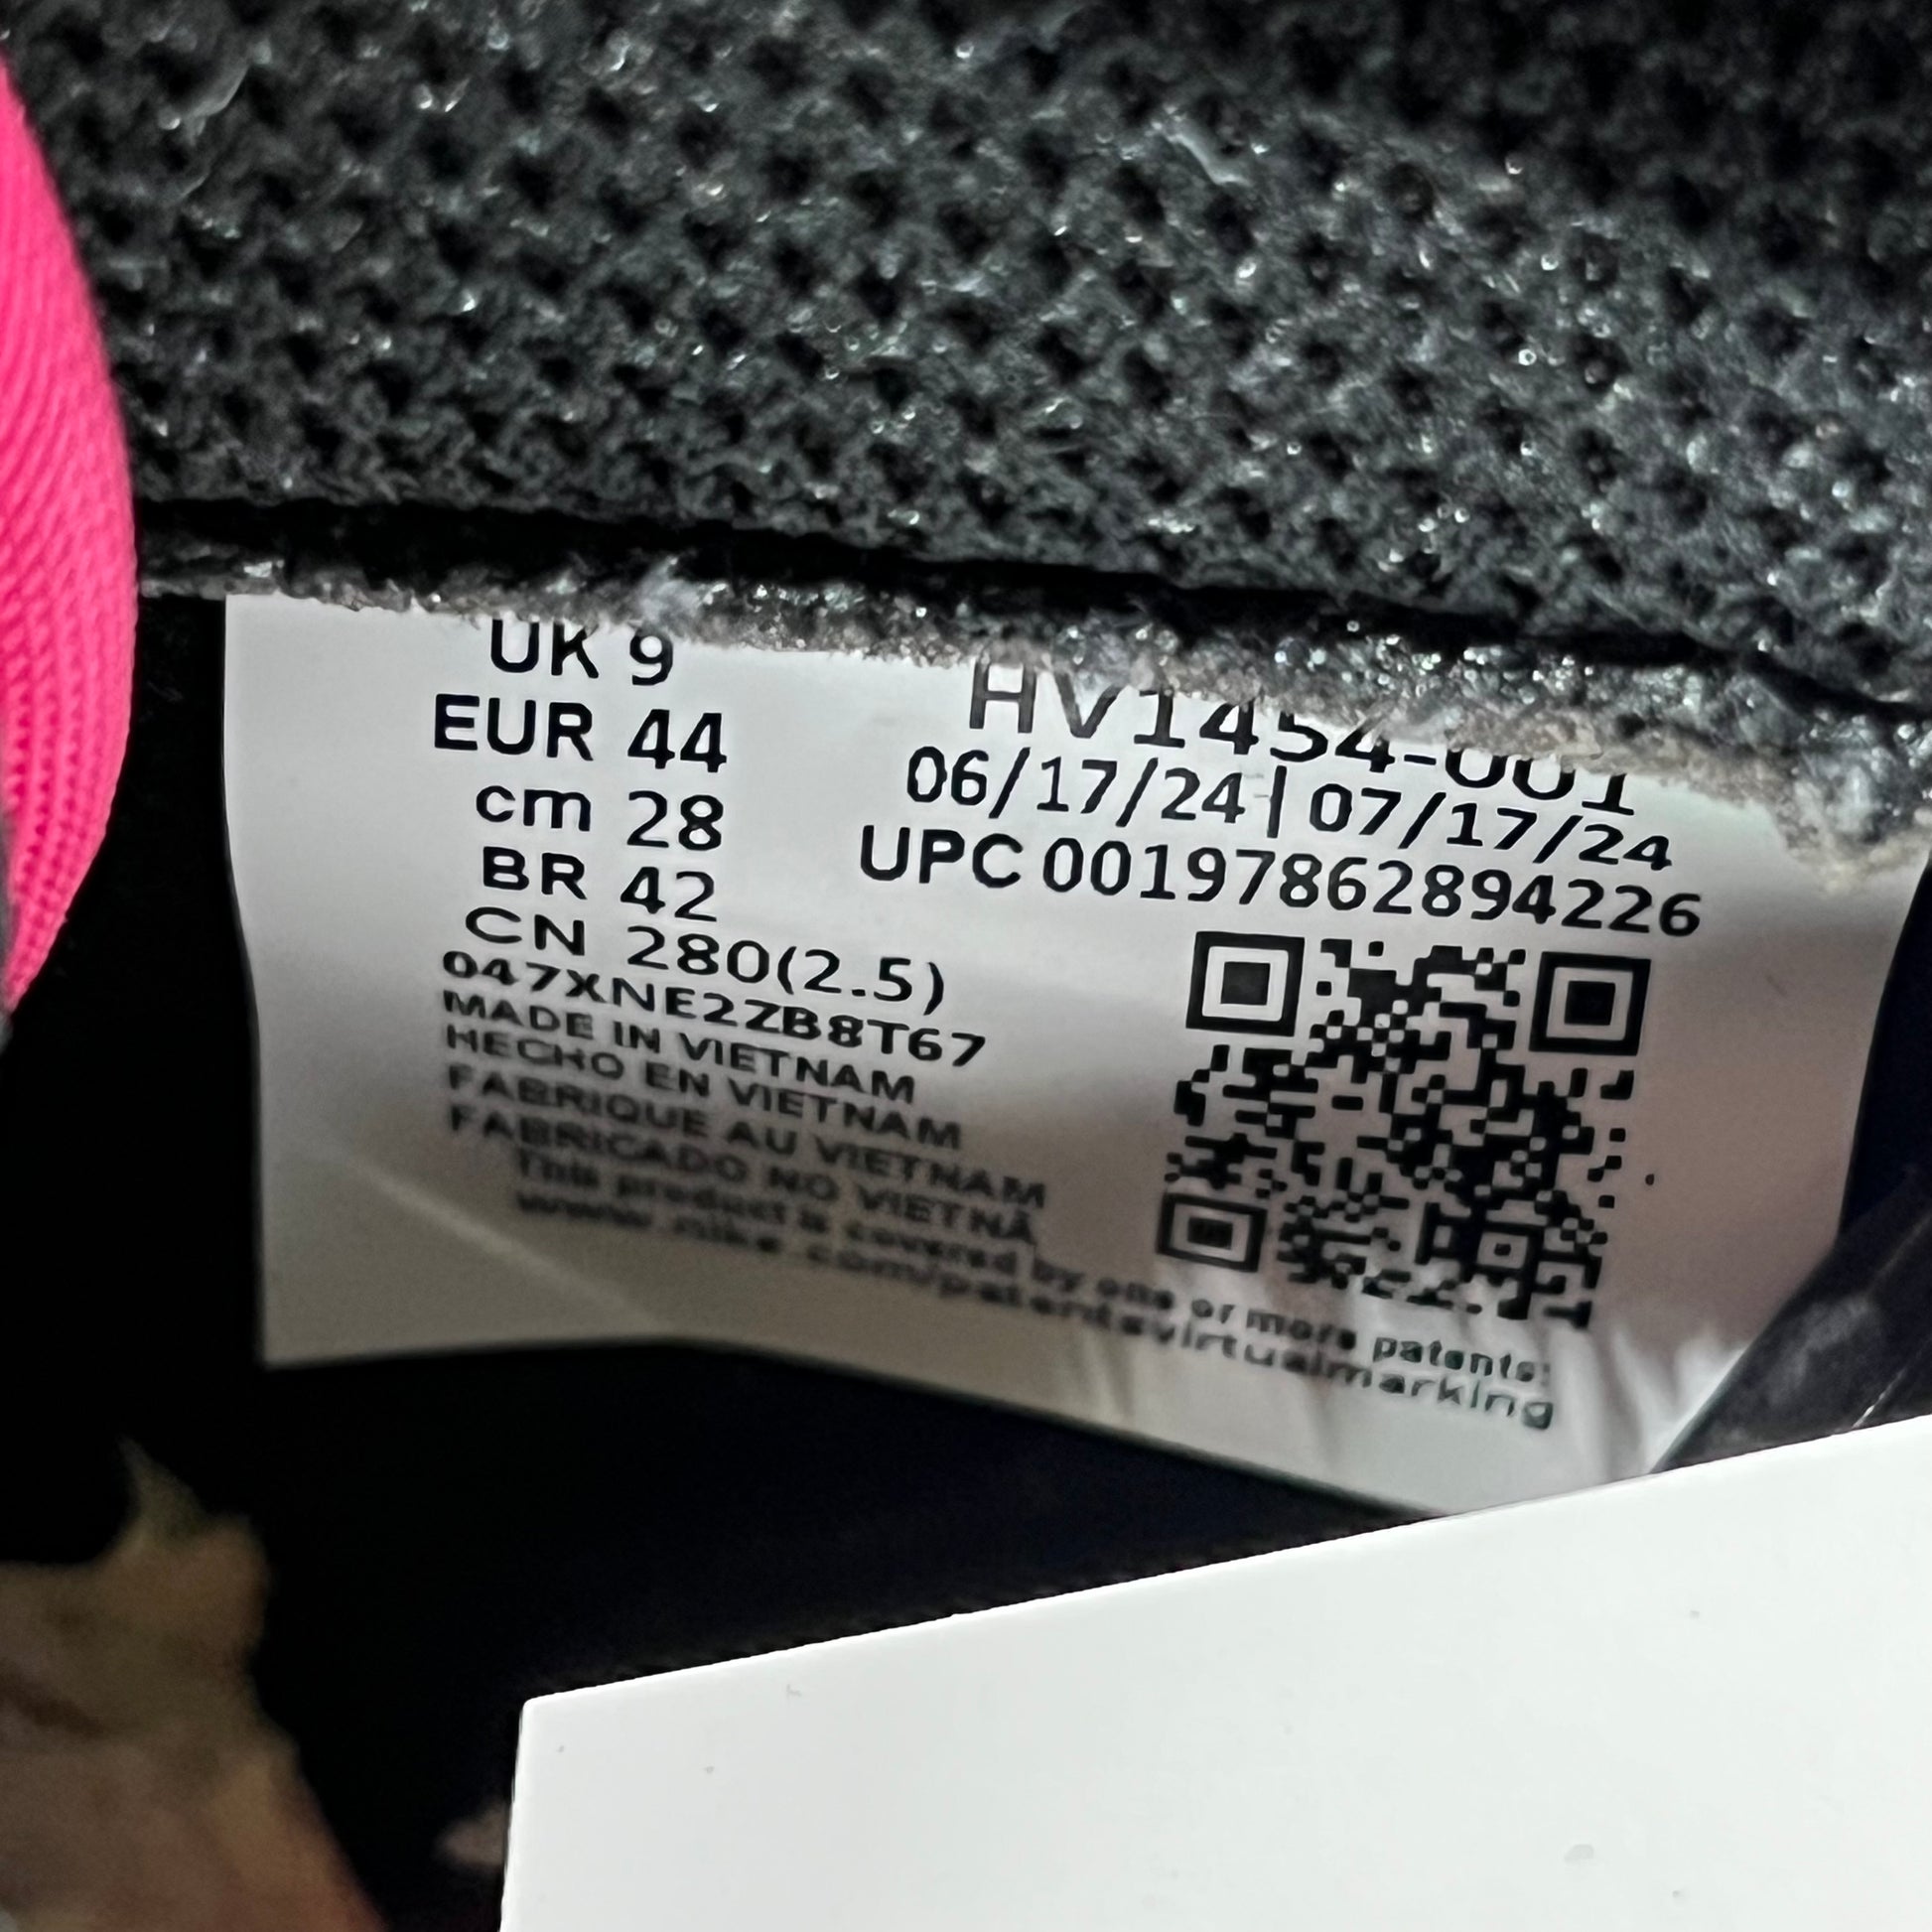 UK 9
EUR 44
cm 28
BR 42
CN 280(2.5)
047XNE2ZB8T67
MADE IN VIETNAM
HECHO EN VIETNAM
FABRIQUE AU VIETNAM
FABRICADO NO VIETNÃ
This product is covered by one or more patents:
www.nike.com/patentsvirtualmarking
HV1454-001
06/17/24 | 07/17/24
UPC 00197862894226